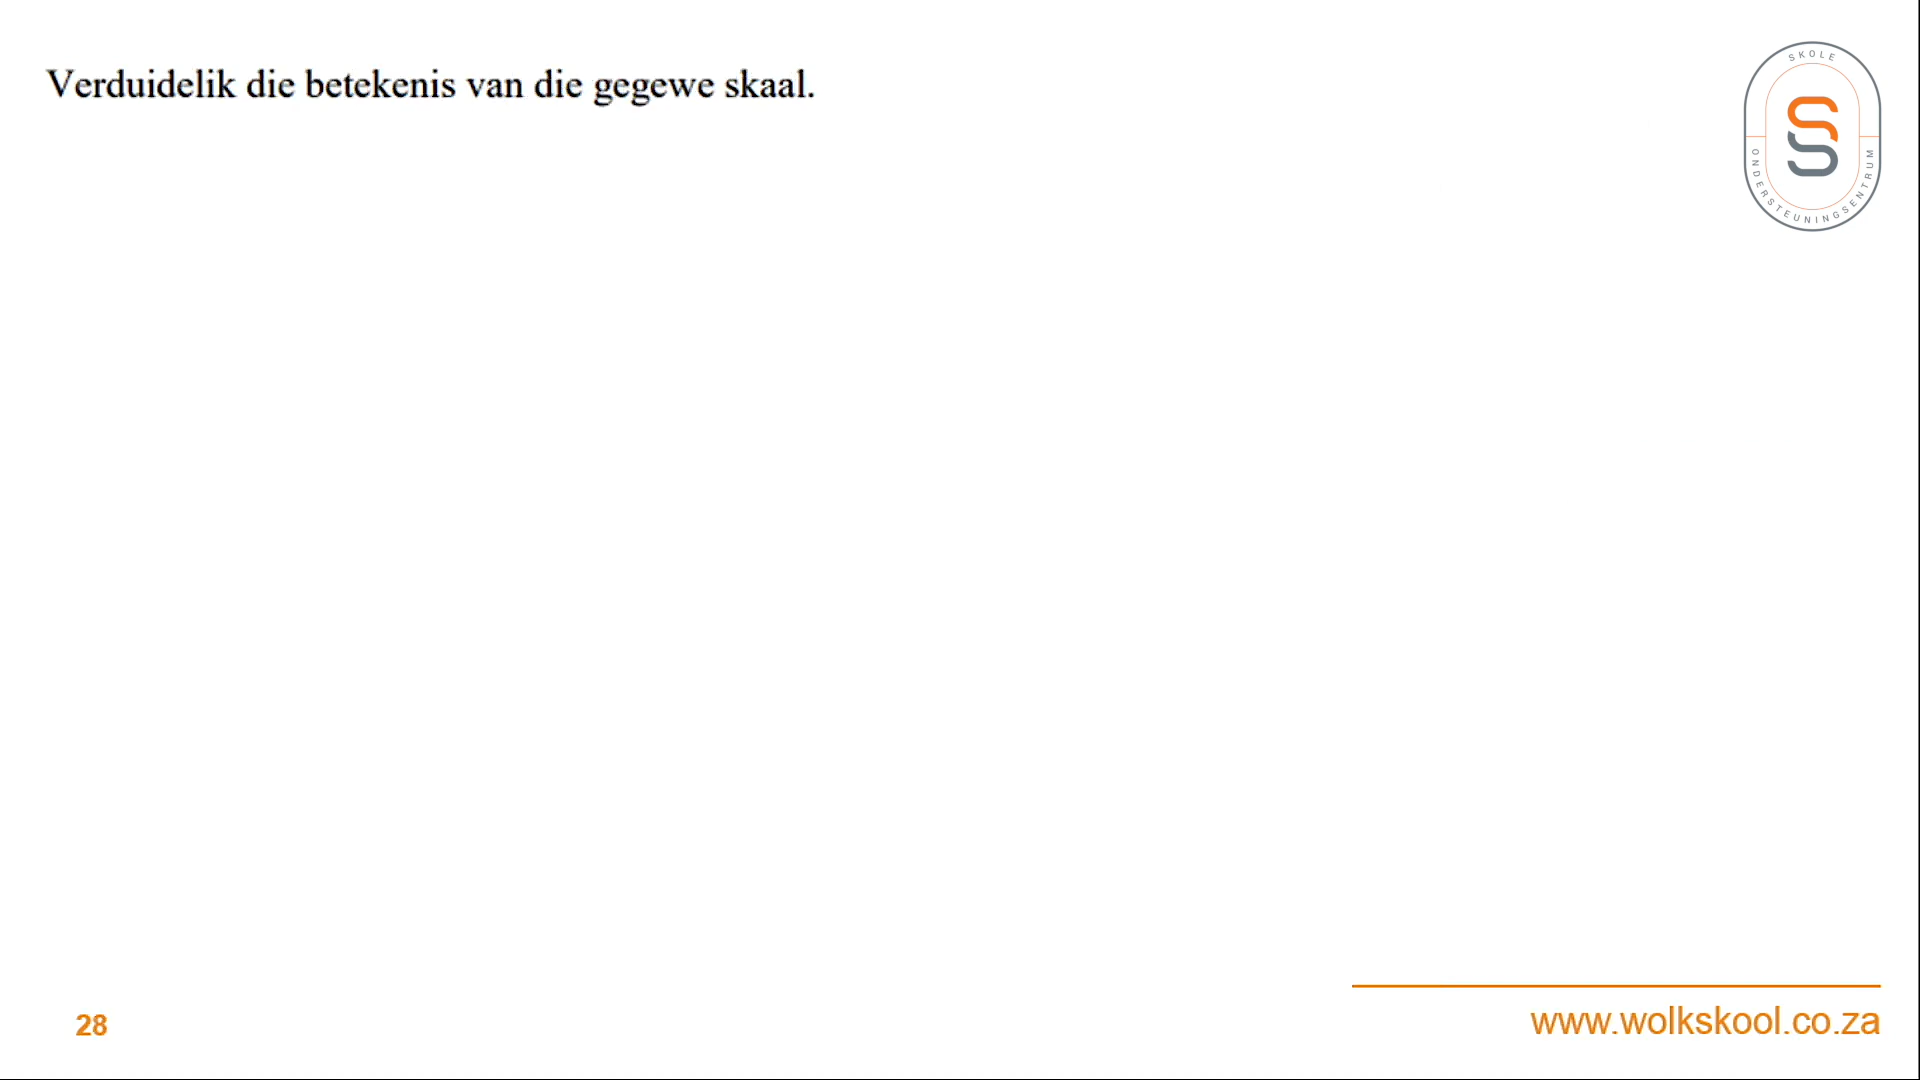 Verduidelik die betekenis van die gegewe skaal.
SKOLE
ONDERSTEUNINGSENTRUM
28
www.wolkskool.co.za